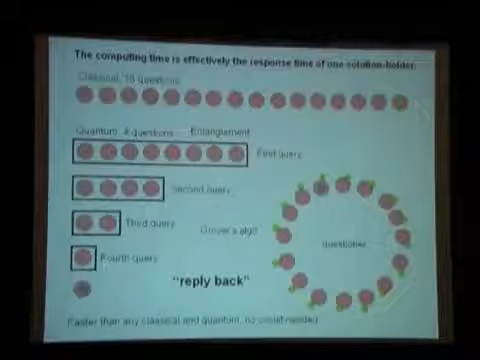 The computing time is effectively the response time of one solution-holder.
Classical, 16 questions
Quantum, 4 questions Entanglement
First query
Second query
Third query
Grover's algo
questioner
Fourth query
"reply back"
Faster than any classical and quantum, no